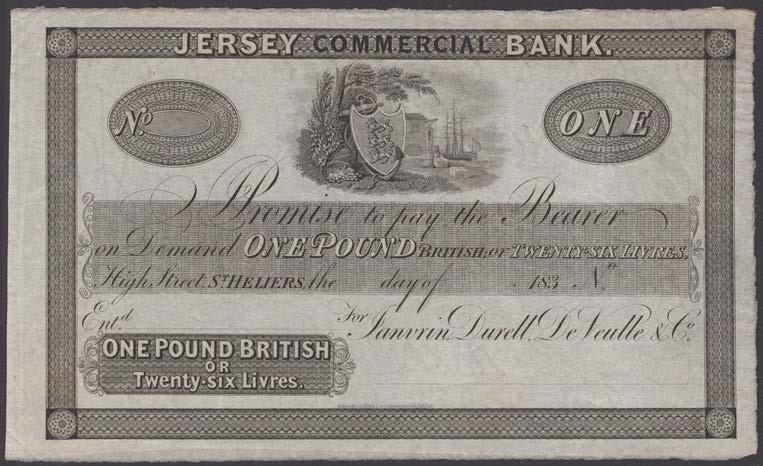 JERSEY COMMERCIAL BANK.
No. ONE
I Promise to pay the Bearer
on Demand ONE POUND BRITISH; or TWENTY-SIX LIVRES.
High Street, ST HELIERS, the day of 183 No.
Ent.d For Janvrin, Durell, De Veulle & Co.
ONE POUND BRITISH
OR
Twenty-six Livres.